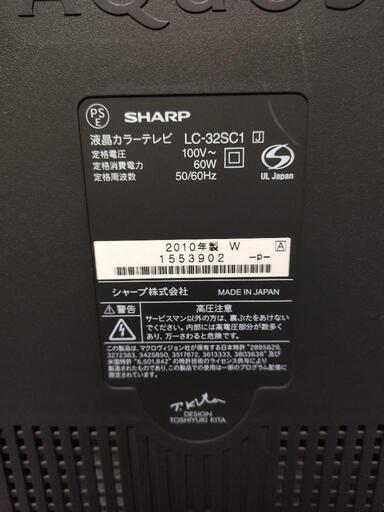 AQUOS
PS
E
SHARP
液晶カラーテレビ LC-32SC1 J
定格電圧 100V~
定格消費電力 60W
定格周波数 50/60Hz
S
UL Japan
2010年製 W A
1553902 -p-
シャープ株式会社 MADE IN JAPAN
警告
高圧注意
サービスマン以外の方は、裏ぶたをあけないで
ください。内部には高電圧部分が数多く
あり、万一さわると危険です。
この製品は、マクロヴィジョン社が保有する日本特許 "2895629,
3272363, 3425850, 3517672, 3613333, 3803638" 及び
米国特許 "6,501,842" の特許技術のライセンス供与により
製造されました。この製品の使用は一部のプログラム配信に
限定されています。
T. Kita
DESIGN
TOSHIYUKI KITA